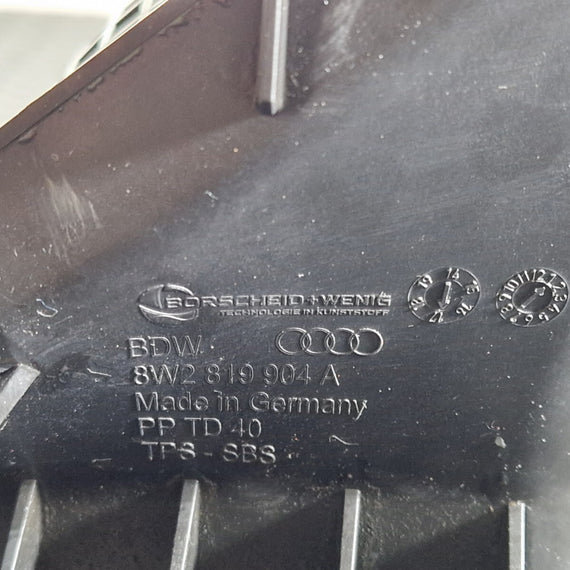 BORSCHEID+WENIG
TECHNOLOGIE IN KUNSTSTOFF
BDW
8W2 819 904 A
Made in Germany
PP TD 40
TPS - SBS